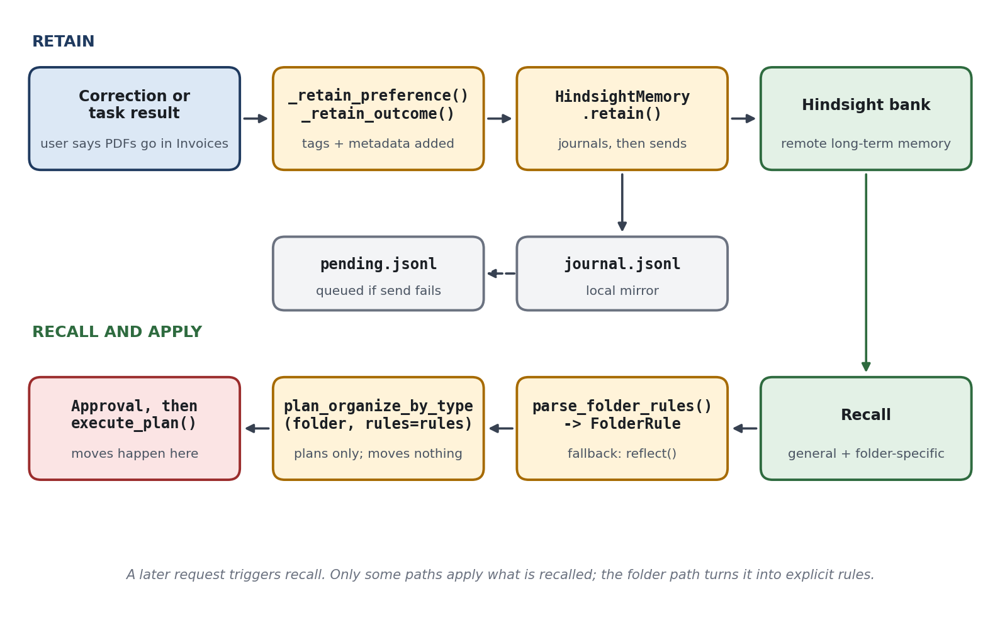 RETAIN
Correction or
task result
user says PDFs go in Invoices
_retain_preference()
_retain_outcome()
tags + metadata added
HindsightMemory
.retain()
journals, then sends
Hindsight bank
remote long-term memory
pending.jsonl
queued if send fails
journal.jsonl
local mirror
RECALL AND APPLY
Approval, then
execute_plan()
moves happen here
plan_organize_by_type
(folder, rules=rules)
plans only; moves nothing
parse_folder_rules()
-> FolderRule
fallback: reflect()
Recall
general + folder-specific
A later request triggers recall. Only some paths apply what is recalled; the folder path turns it into explicit rules.